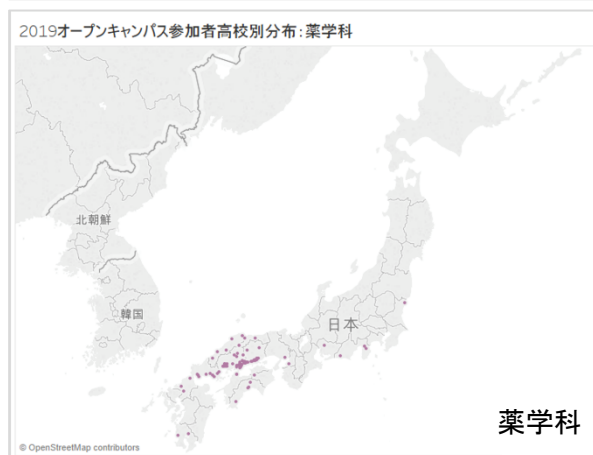 2019オープンキャンパス参加者高校別分布:薬学科
北朝鮮
韓国
日本
薬学科
© OpenStreetMap contributors